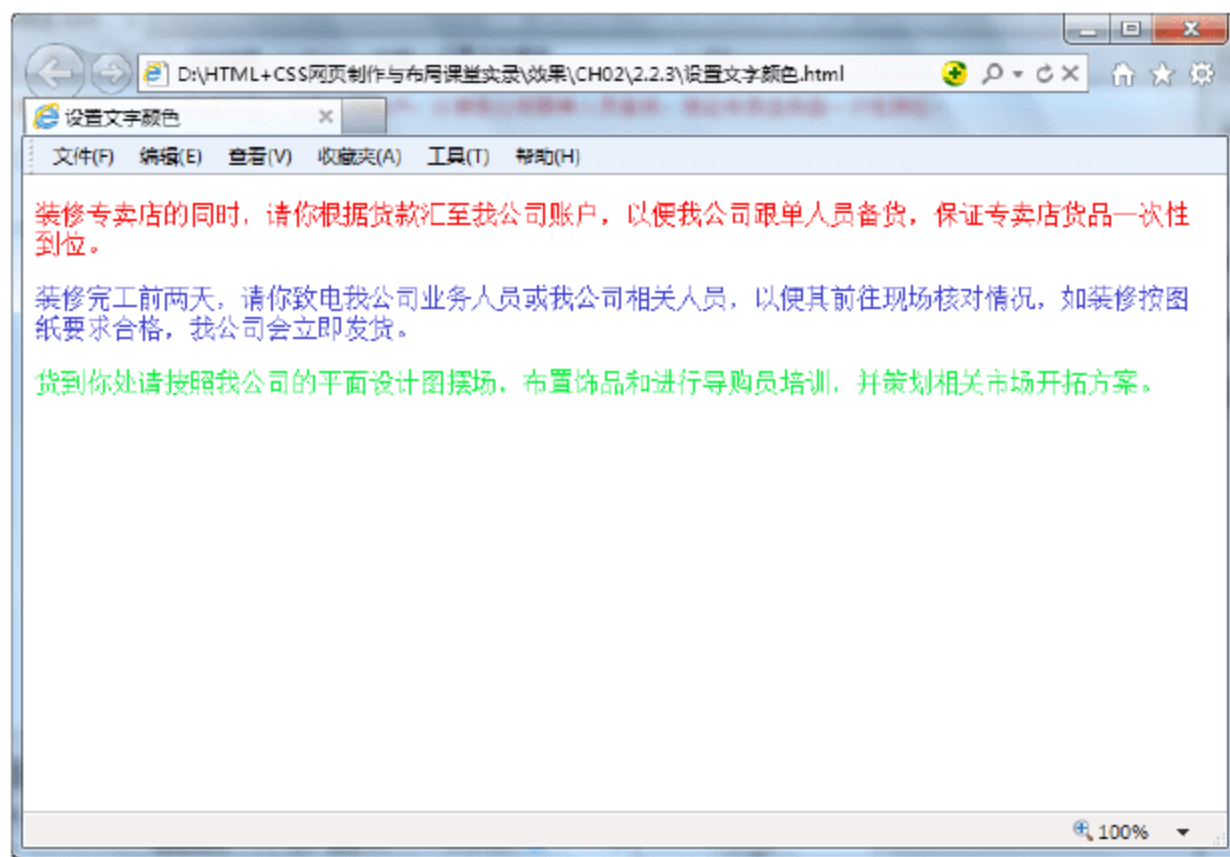 D:\HTML+CSS网页制作与布局课堂实录\效果\CH02\2.2.3\设置文字颜色.html
设置文字颜色
文件(F) 编辑(E) 查看(V) 收藏夹(A) 工具(T) 帮助(H)
装修专卖店的同时，请你根据货款汇至我公司账户，以便我公司跟单人员备货，保证专卖店货品一次性
到位。
装修完工前两天，请你致电我公司业务人员或我公司相关人员，以便其前往现场核对情况，如装修按图
纸要求合格，我公司会立即发货。
货到你处请按照我公司的平面设计图摆场，布置饰品和进行导购员培训，并策划相关市场开拓方案。
100%